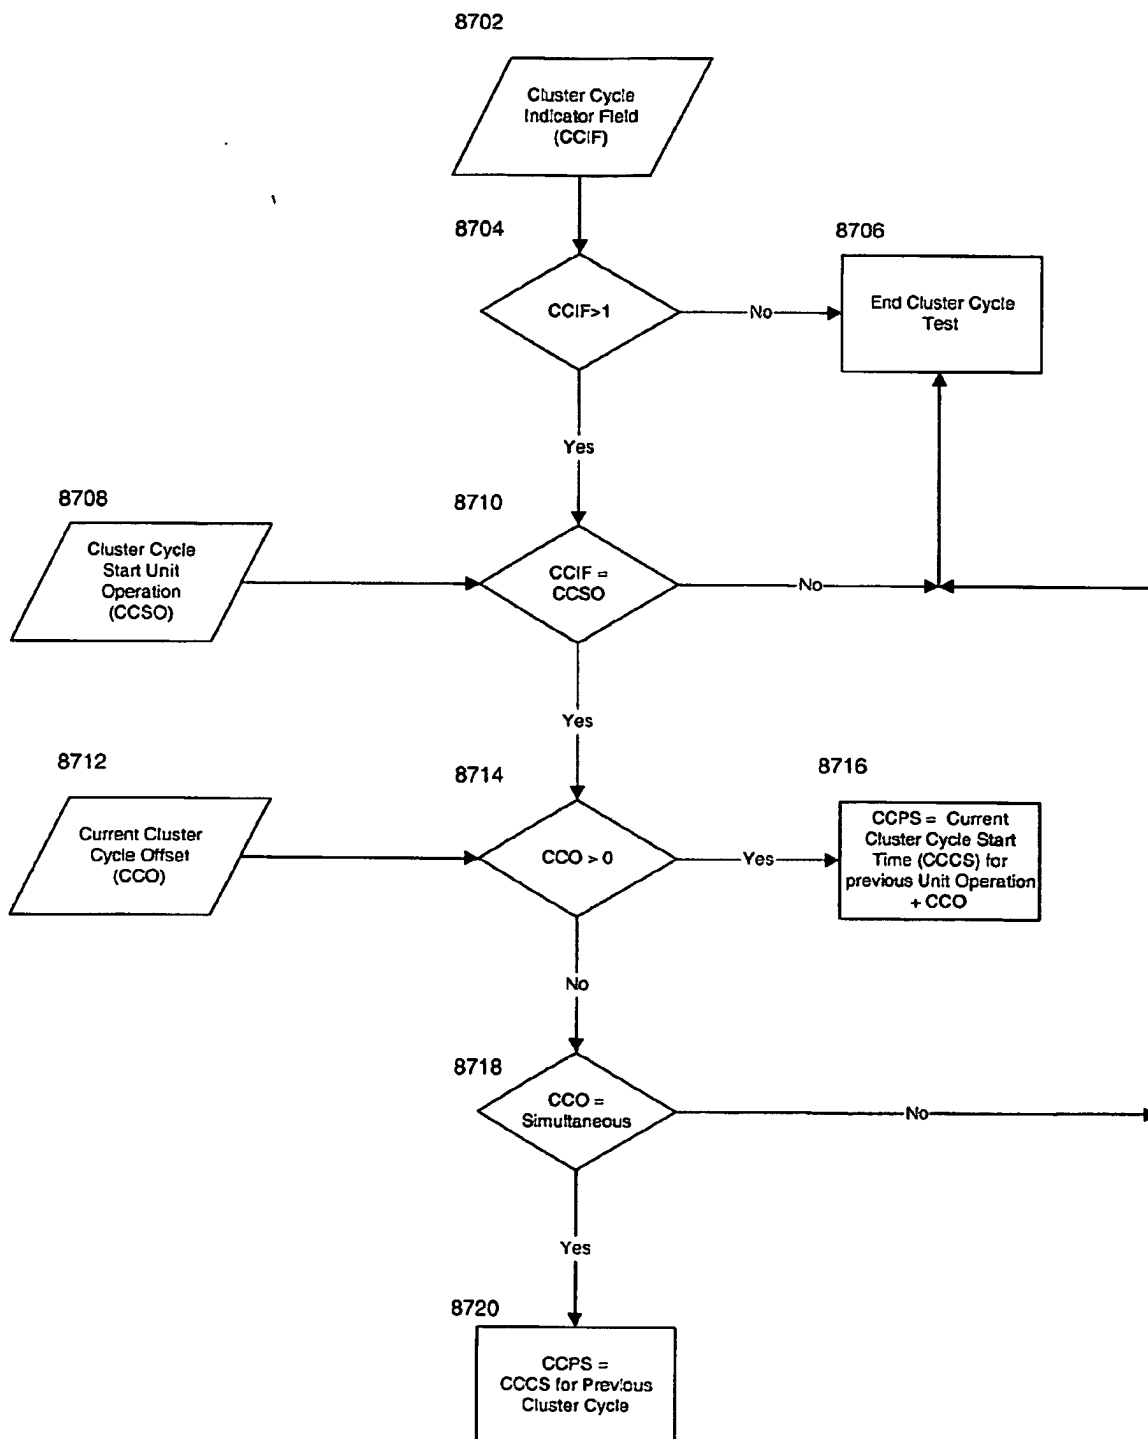 8702
Cluster Cycle
Indicator Field
(CCIF)
8704
CCIF>1
No
8706
End Cluster Cycle
Test
Yes
8708
Cluster Cycle
Start Unit
Operation
(CCSO)
8710
CCIF =
CCSO
No
Yes
8712
Current Cluster
Cycle Offset
(CCO)
8714
CCO > 0
Yes
8716
CCPS = Current
Cluster Cycle Start
Time (CCCS) for
previous Unit Operation
+ CCO
No
8718
CCO =
Simultaneous
No
Yes
8720
CCPS =
CCCS for Previous
Cluster Cycle